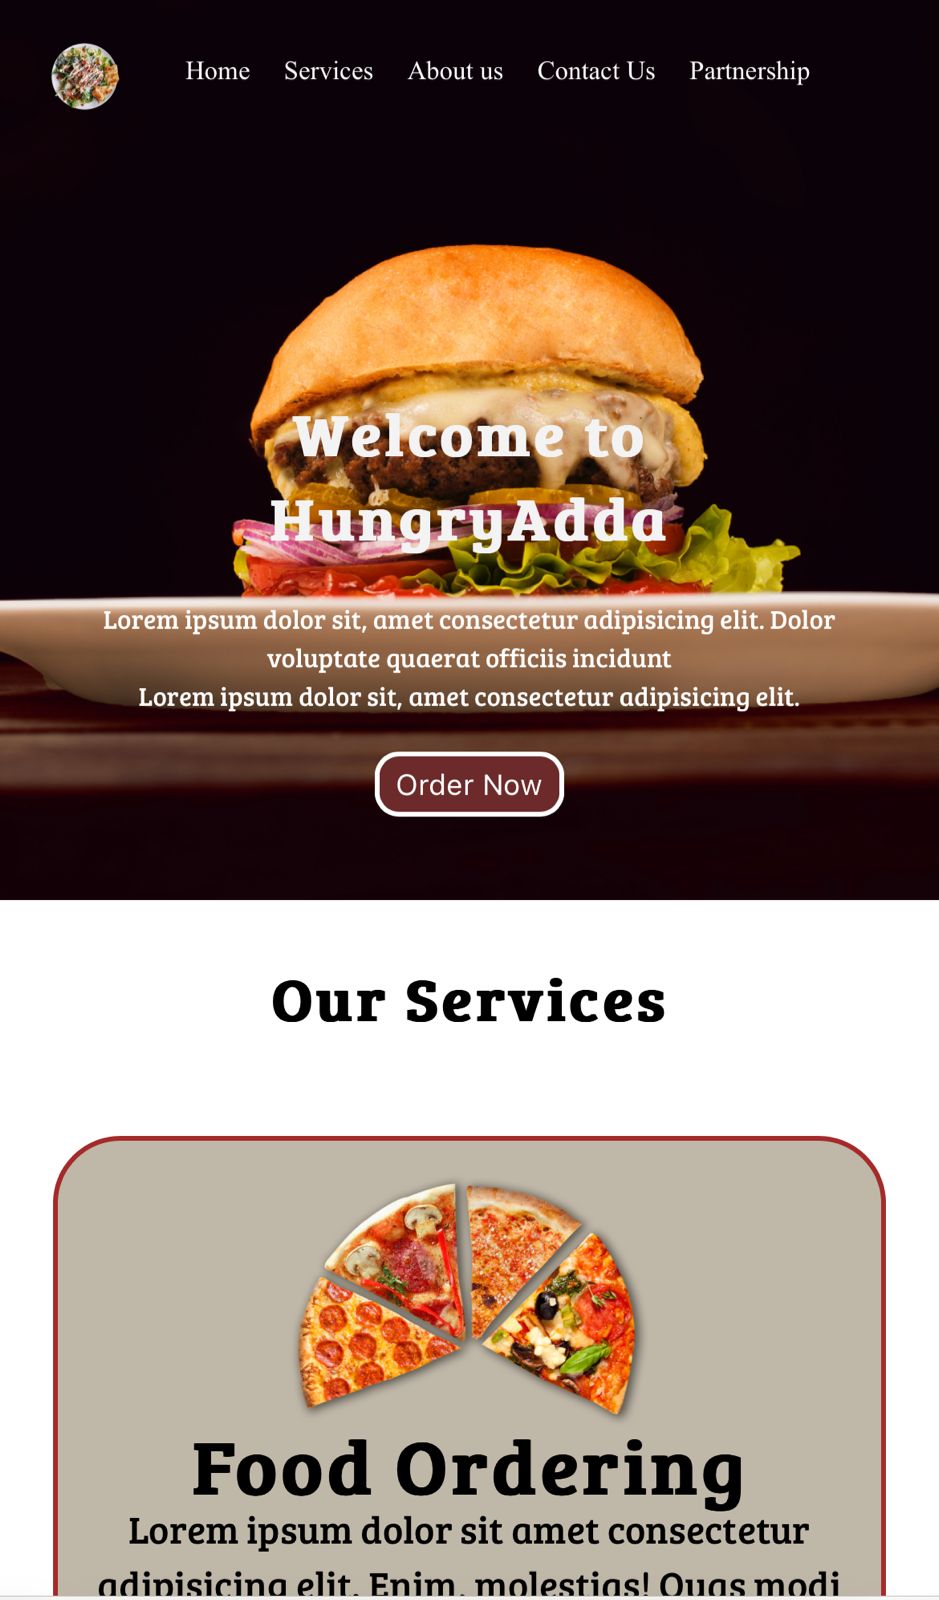 Home Services About us Contact Us Partnership
Welcome to
HungryAdda
Lorem ipsum dolor sit, amet consectetur adipisicing elit. Dolor
voluptate quaerat officiis incidunt
Lorem ipsum dolor sit, amet consectetur adipisicing elit.
Order Now
Our Services
Food Ordering
Lorem ipsum dolor sit amet consectetur
adipisicing elit. Enim, molestias! Quas modi